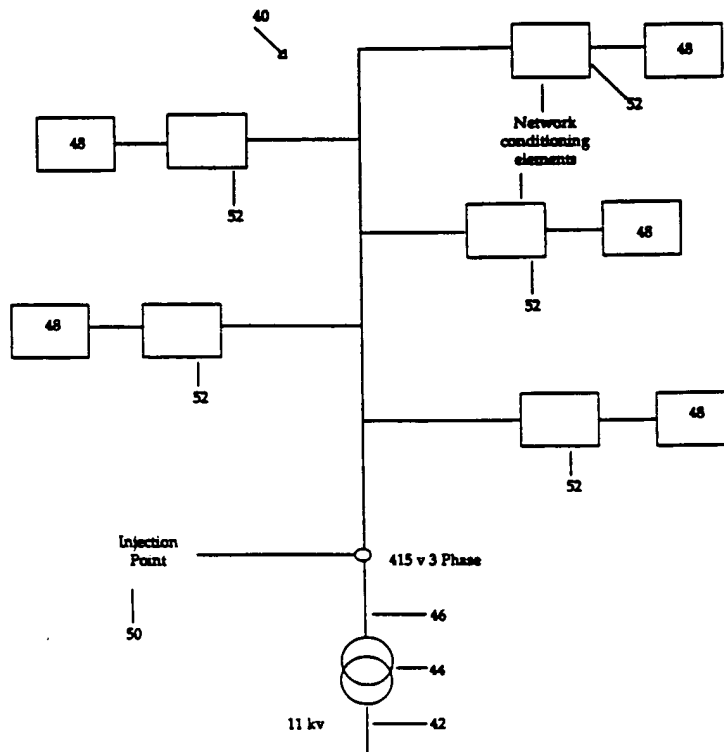 40
48
52
Network
conditioning
elements
48
52
48
52
48
52
48
52
Injection
Point
415 v 3 Phase
50
46
44
11 kv
42